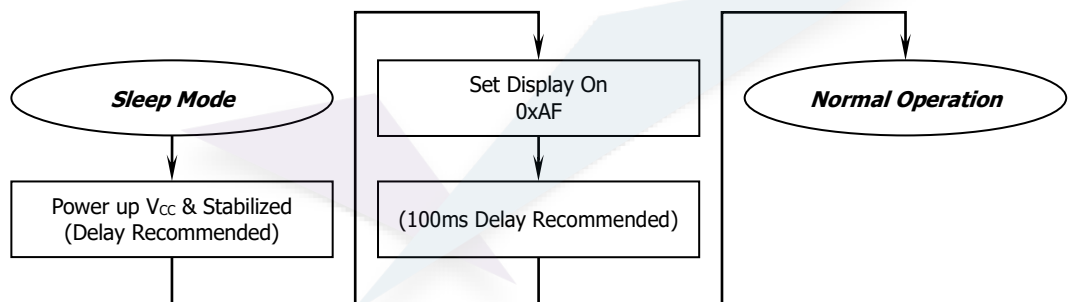 Sleep Mode
Power up VCC & Stabilized
(Delay Recommended)
Set Display On
0xAF
(100ms Delay Recommended)
Normal Operation